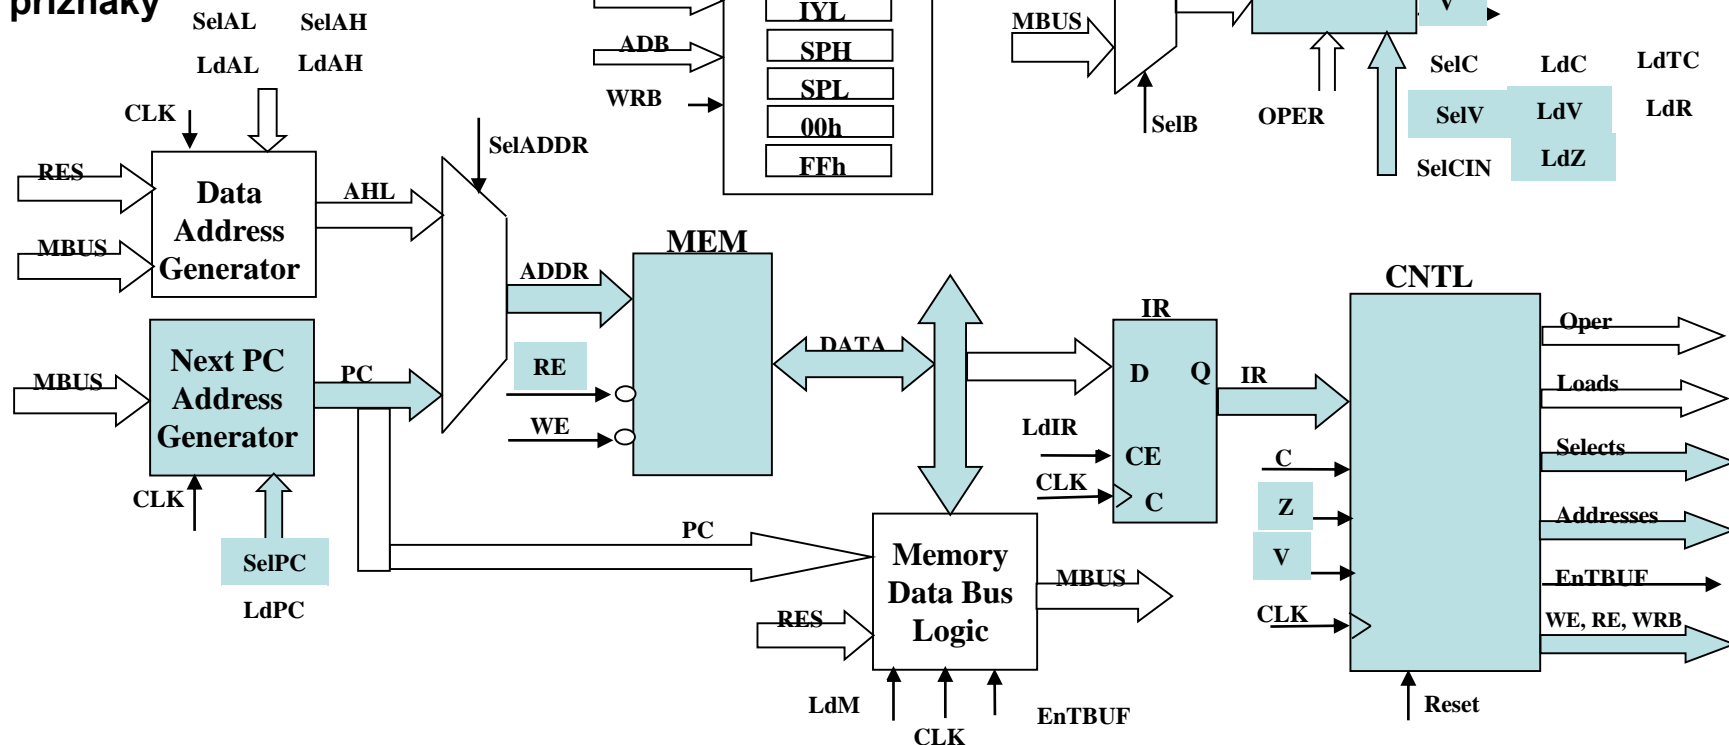 príznaky
SelAL SelAH
LdAL LdAH
CLK
RES
MBUS
Data
Address
Generator
AHL
SelADDR
IYL
ADB
SPH
SPL
WRB
00h
FFh
MBUS
SelB
OPER
V
SelC LdC LdTC
SelV LdV LdR
SelCIN LdZ
MBUS
Next PC
Address
Generator
PC
CLK
SelPC
LdPC
ADDR
RE
WE
MEM
DATA
PC
RES
Memory
Data Bus
Logic
MBUS
LdM
CLK
EnTBUF
IR
D Q
CE
C
LdIR
CLK
IR
CNTL
C
Z
V
CLK
Reset
Oper
Loads
Selects
Addresses
EnTBUF
WE, RE, WRB